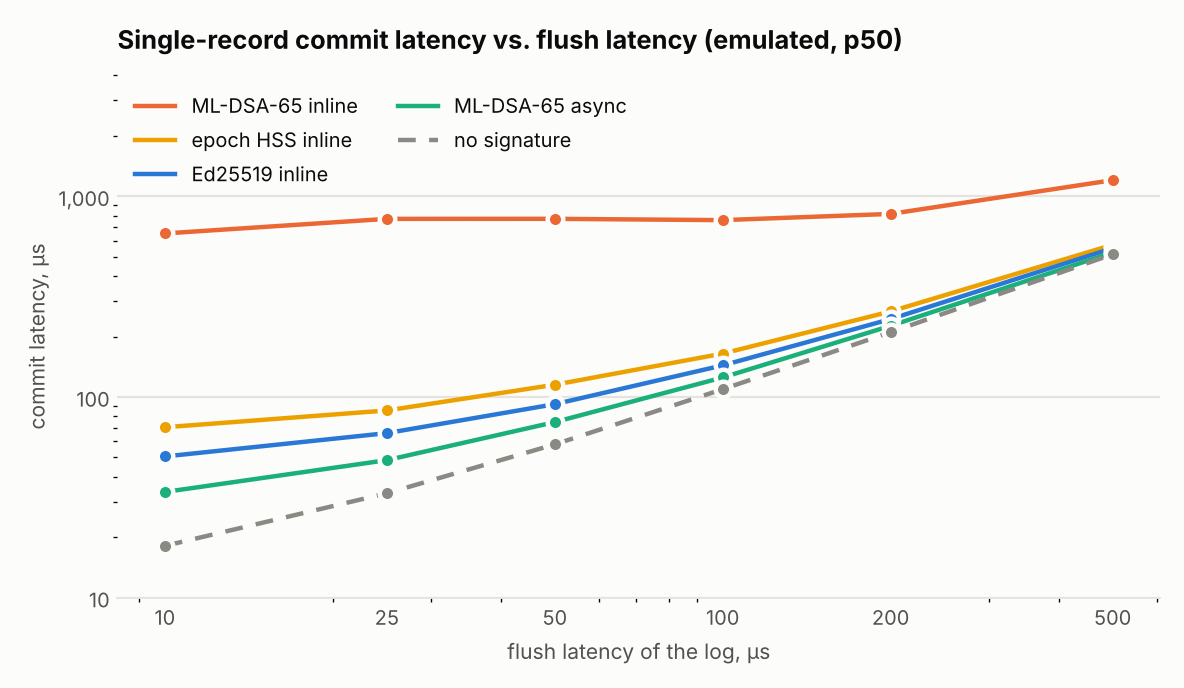 Single-record commit latency vs. flush latency (emulated, p50)
ML-DSA-65 inline
epoch HSS inline
Ed25519 inline
ML-DSA-65 async
no signature
commit latency, µs
1,000
100
10
10 25 50 100 200 500
flush latency of the log, µs